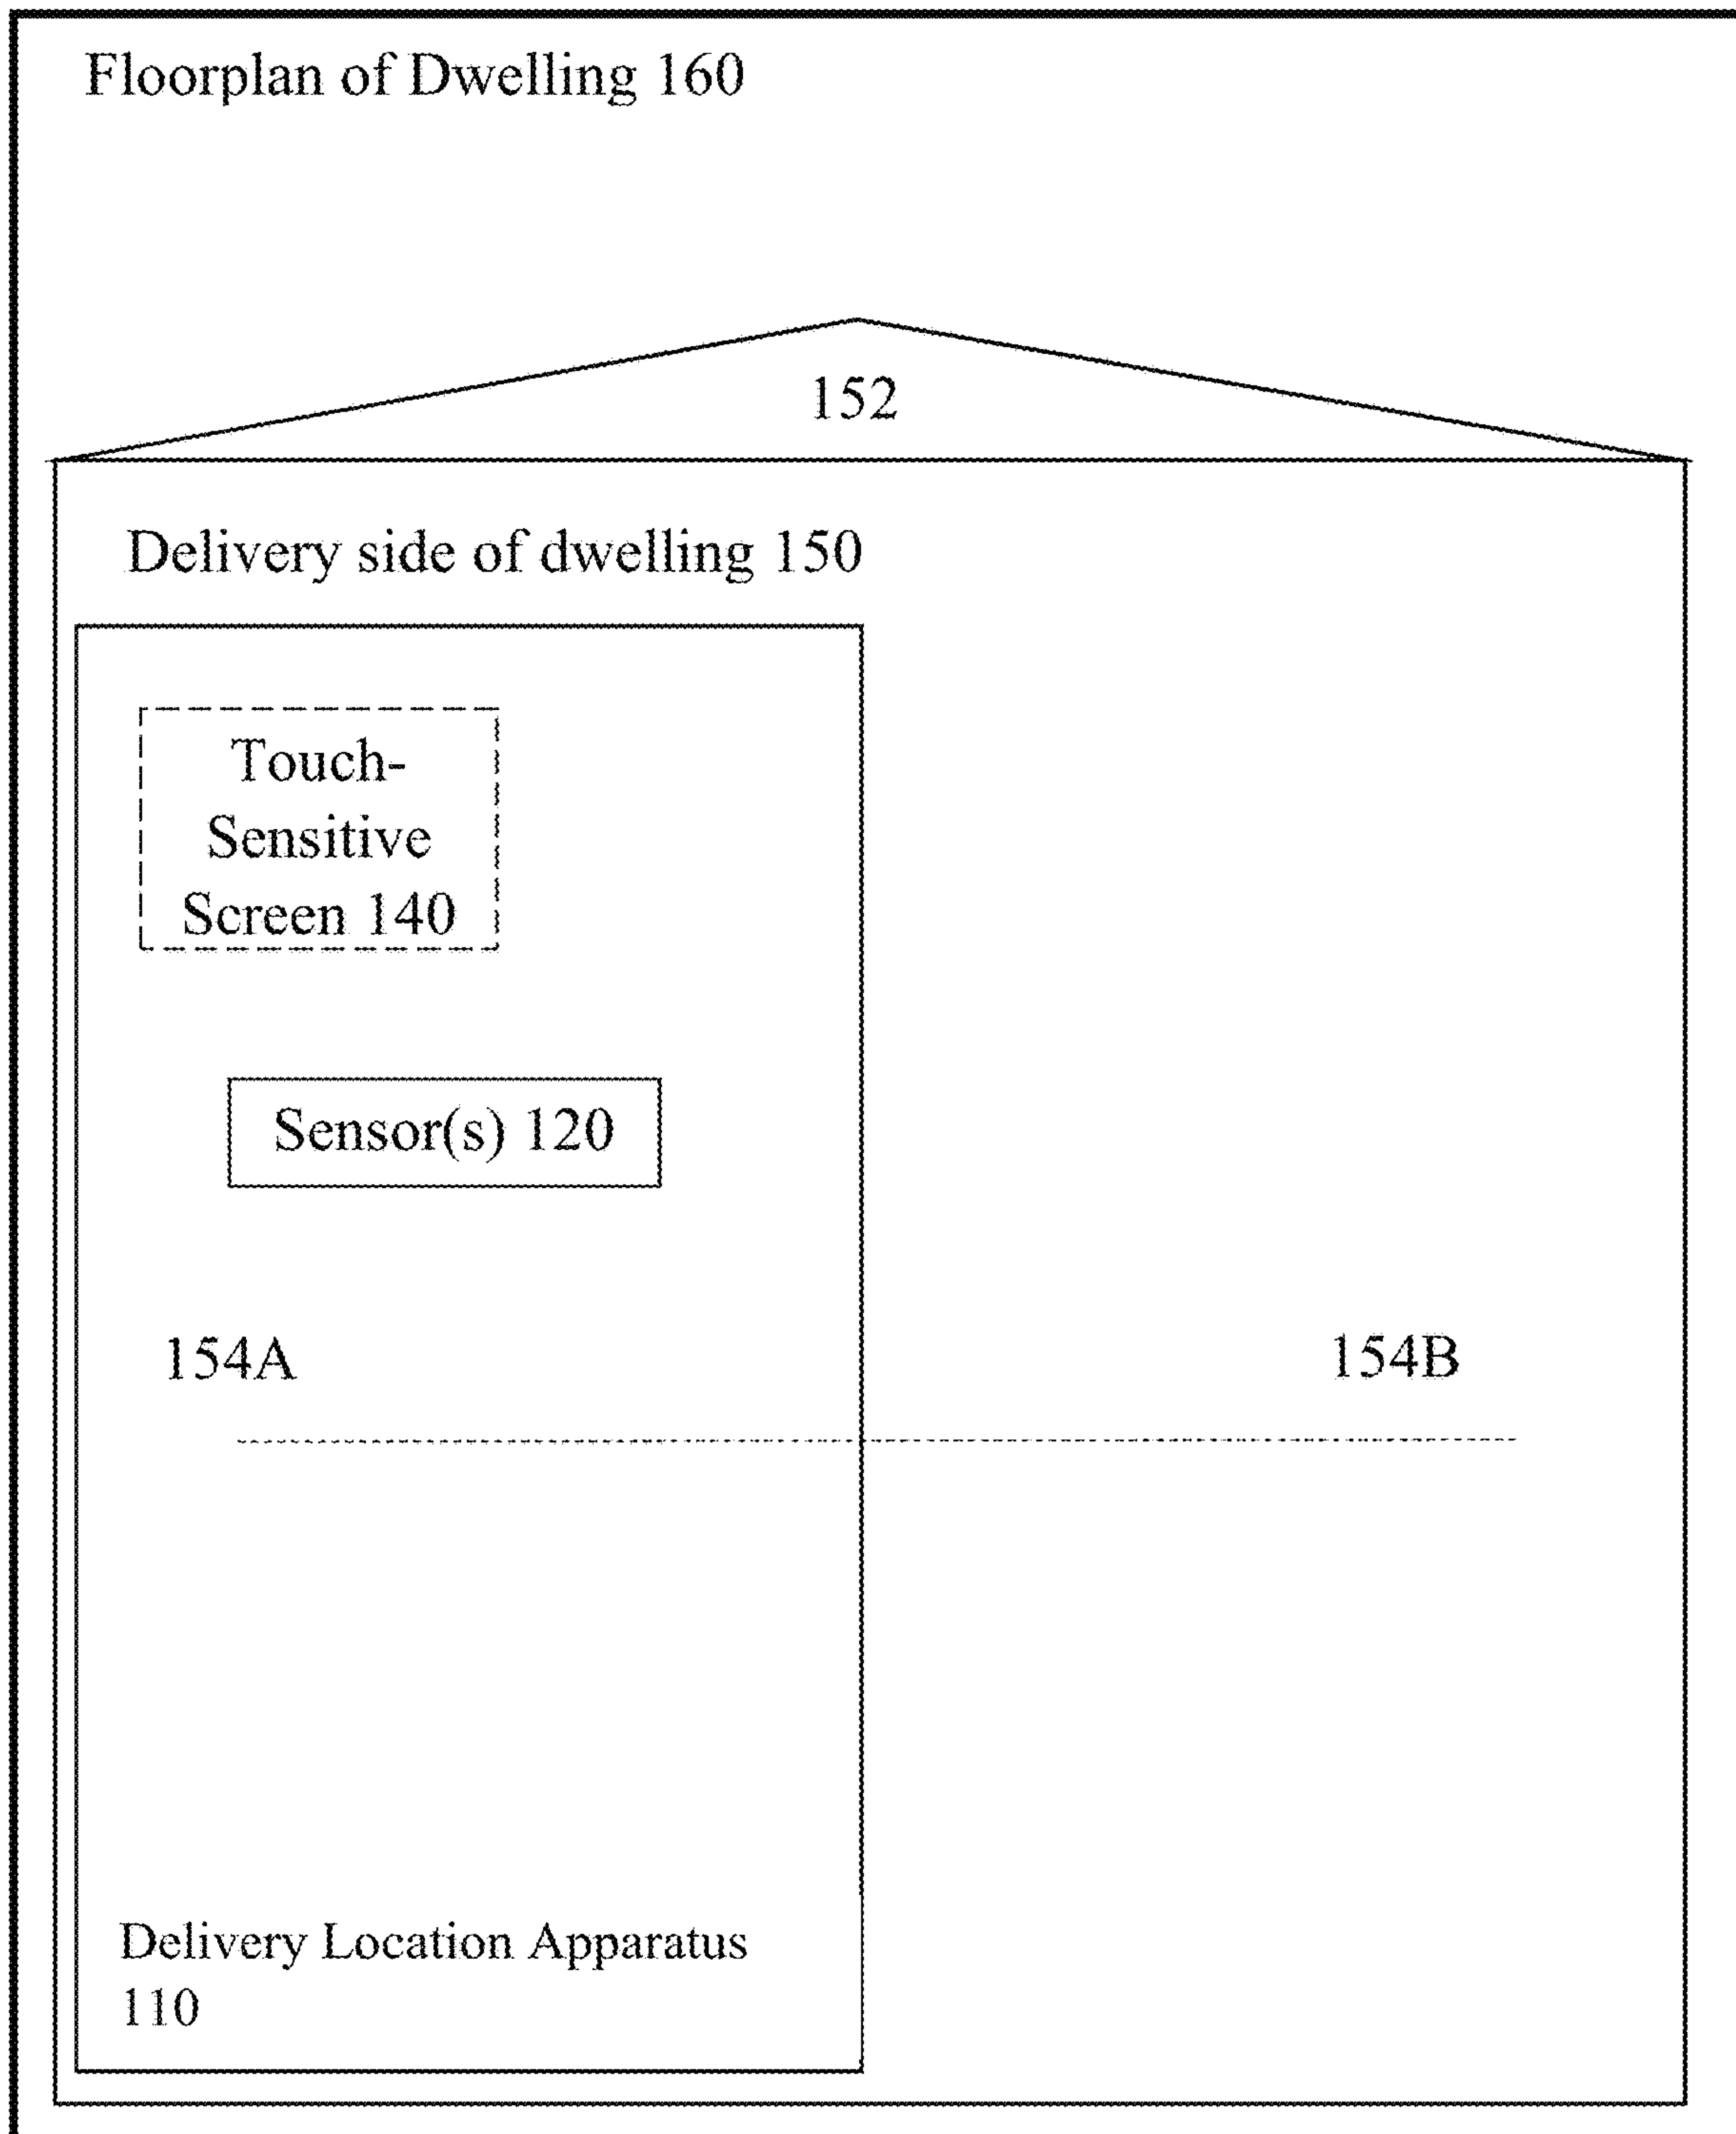 Floorplan of Dwelling 160
152
Delivery side of dwelling 150
Touch-
Sensitive
Screen 140
Sensor(s) 120
154A
154B
Delivery Location Apparatus
110